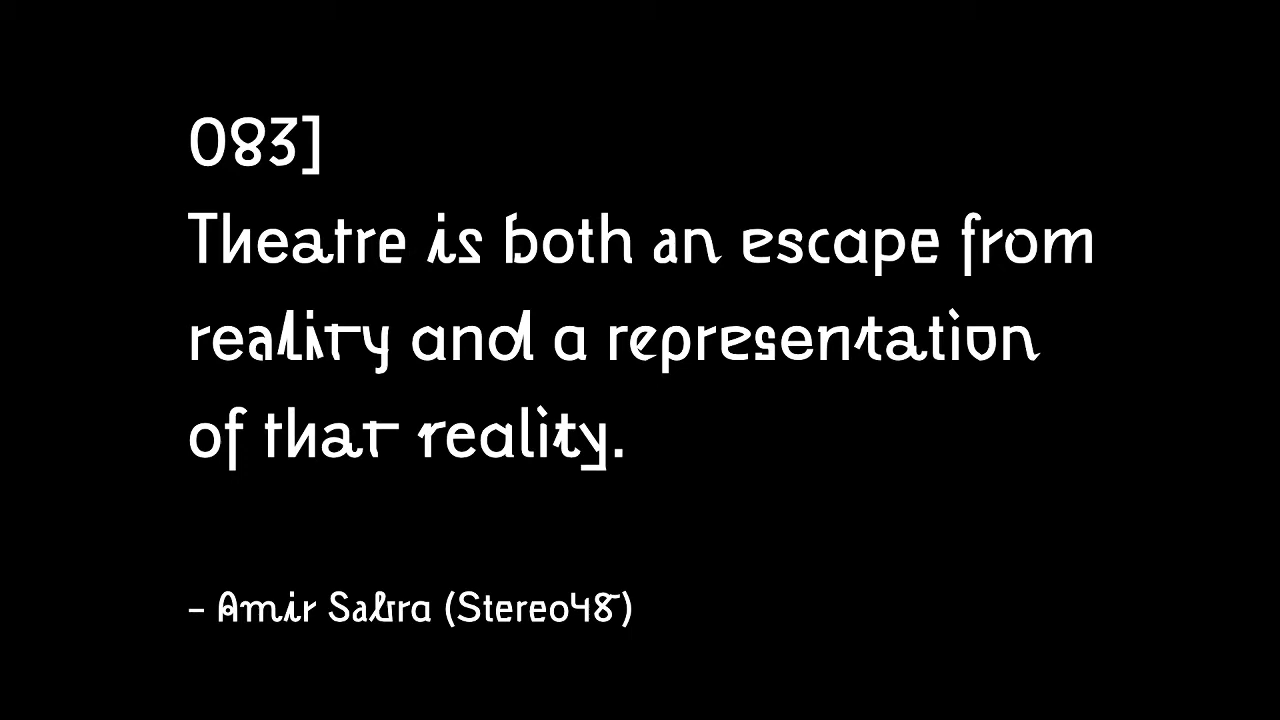 083]
Theatre is both an escape from
reality and a representation
of that reality.
– Amir Sabra (Stereo48)